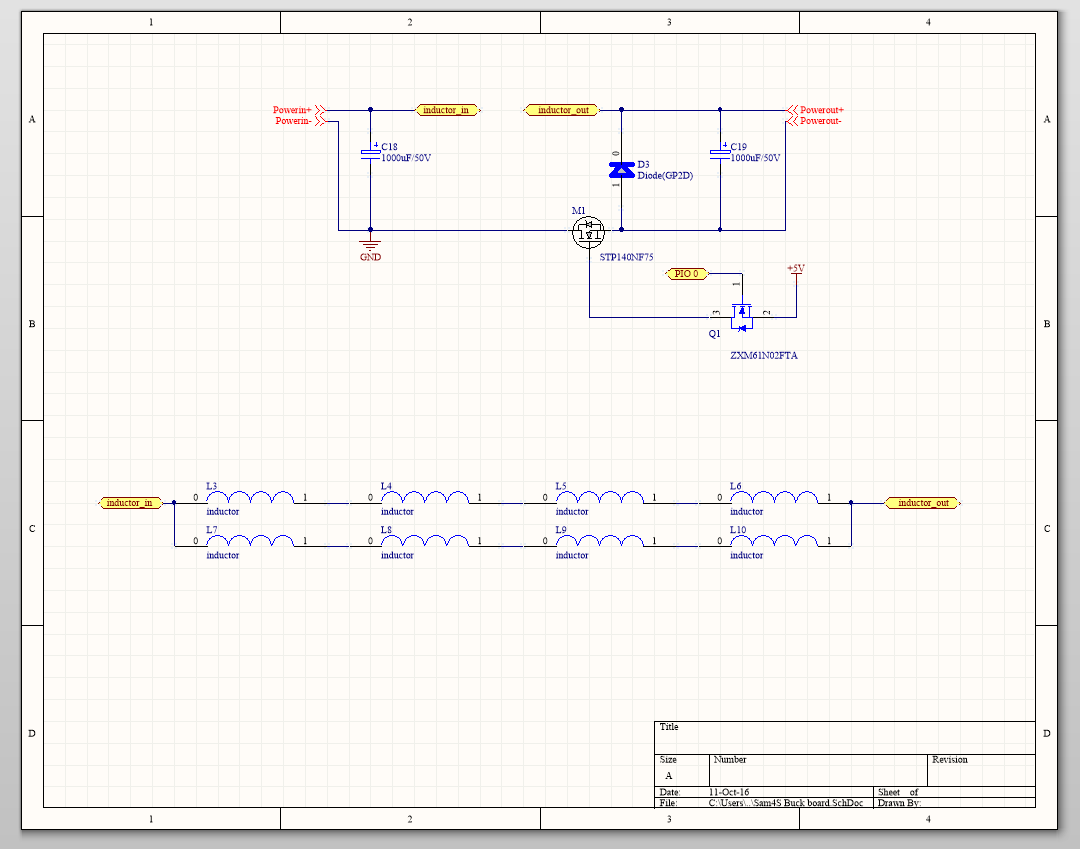 1 2 3 4
A A
Powerin+ inductor_in inductor_out Powerout+
Powerin- Powerout-
+ C18 0 D3 + C19
1000uF/50V Diode(GP2D) 1000uF/50V
1
M1
GND STP140NF75
PIO 0 +5V
1
3 2
B B
Q1
ZXM61N02FTA
L3 L4 L5 L6
inductor_in 0 1 0 1 0 1 0 1 inductor_out
inductor inductor inductor inductor
C C
L7 L8 L9 L10
0 1 0 1 0 1 0 1
inductor inductor inductor inductor
Title
D D
Size Number Revision
A
Date: 11-Oct-16 Sheet of
File: C:\Users\..\Sam4S Buck board.SchDoc Drawn By:
1 2 3 4